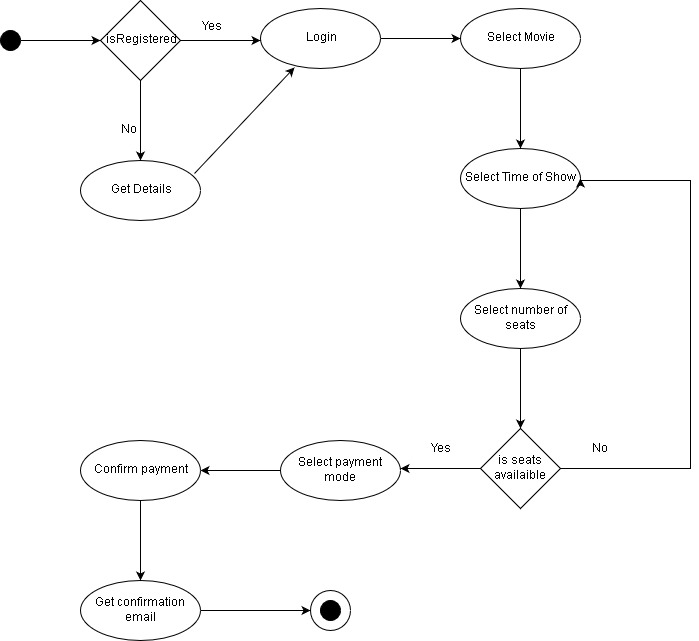 isRegistered
Yes
Login
Select Movie
No
Get Details
Select Time of Show
Select number of
seats
is seats
availaible
Yes
No
Select payment
mode
Confirm payment
Get confirmation
email